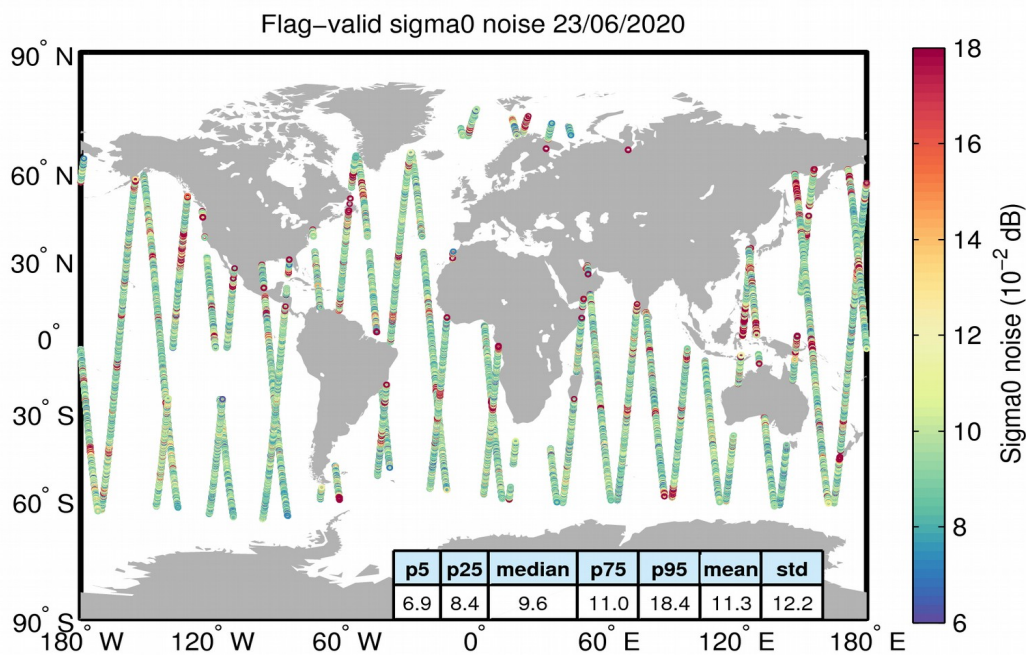 Flag−valid sigma0 noise 23/06/2020
90° N
60° N
30° N
0°
30° S
60° S
90° S
180° W 120° W 60° W 0° 60° E 120° E 180° E
p5 p25 median p75 p95 mean std
6.9 8.4 9.6 11.0 18.4 11.3 12.2
18
16
14
12
10
8
6
Sigma0 noise (10⁻² dB)